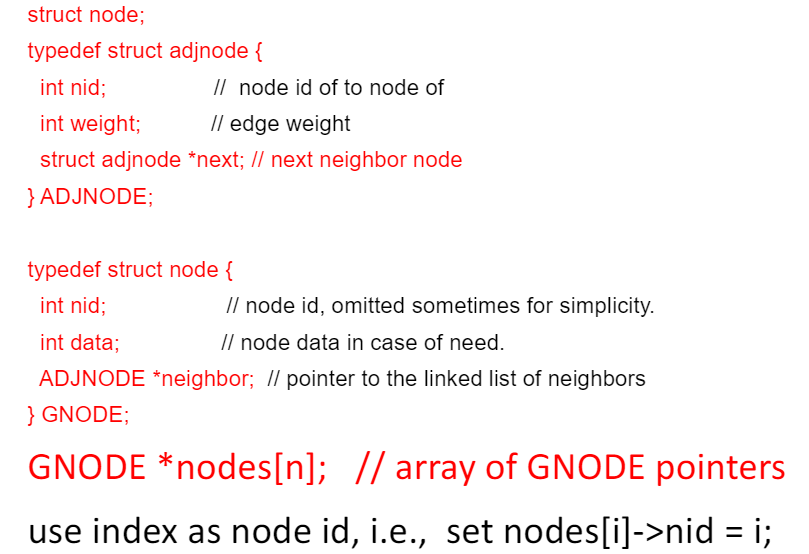 struct node;
typedef struct adjnode {
int nid; // node id of to node of
int weight; // edge weight
struct adjnode *next; // next neighbor node
} ADJNODE;
typedef struct node {
int nid; // node id, omitted sometimes for simplicity.
int data; // node data in case of need.
ADJNODE *neighbor; // pointer to the linked list of neighbors
} GNODE;
GNODE *nodes[n]; // array of GNODE pointers
use index as node id, i.e., set nodes[i]->nid = i;